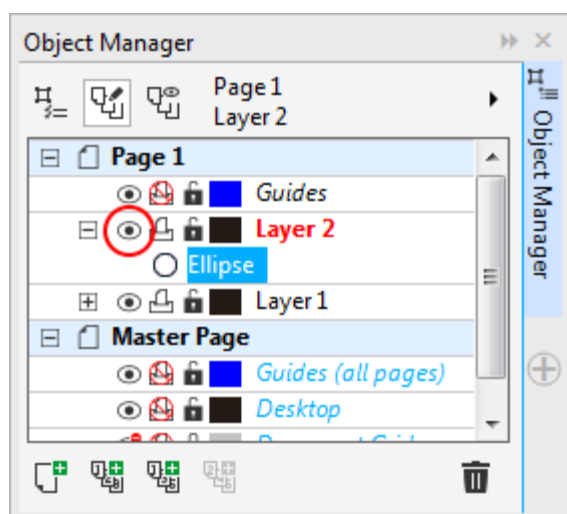 Object Manager
Page 1
Layer 2
Page 1
Guides
Layer 2
Ellipse
Layer 1
Master Page
Guides (all pages)
Desktop
Object Manager